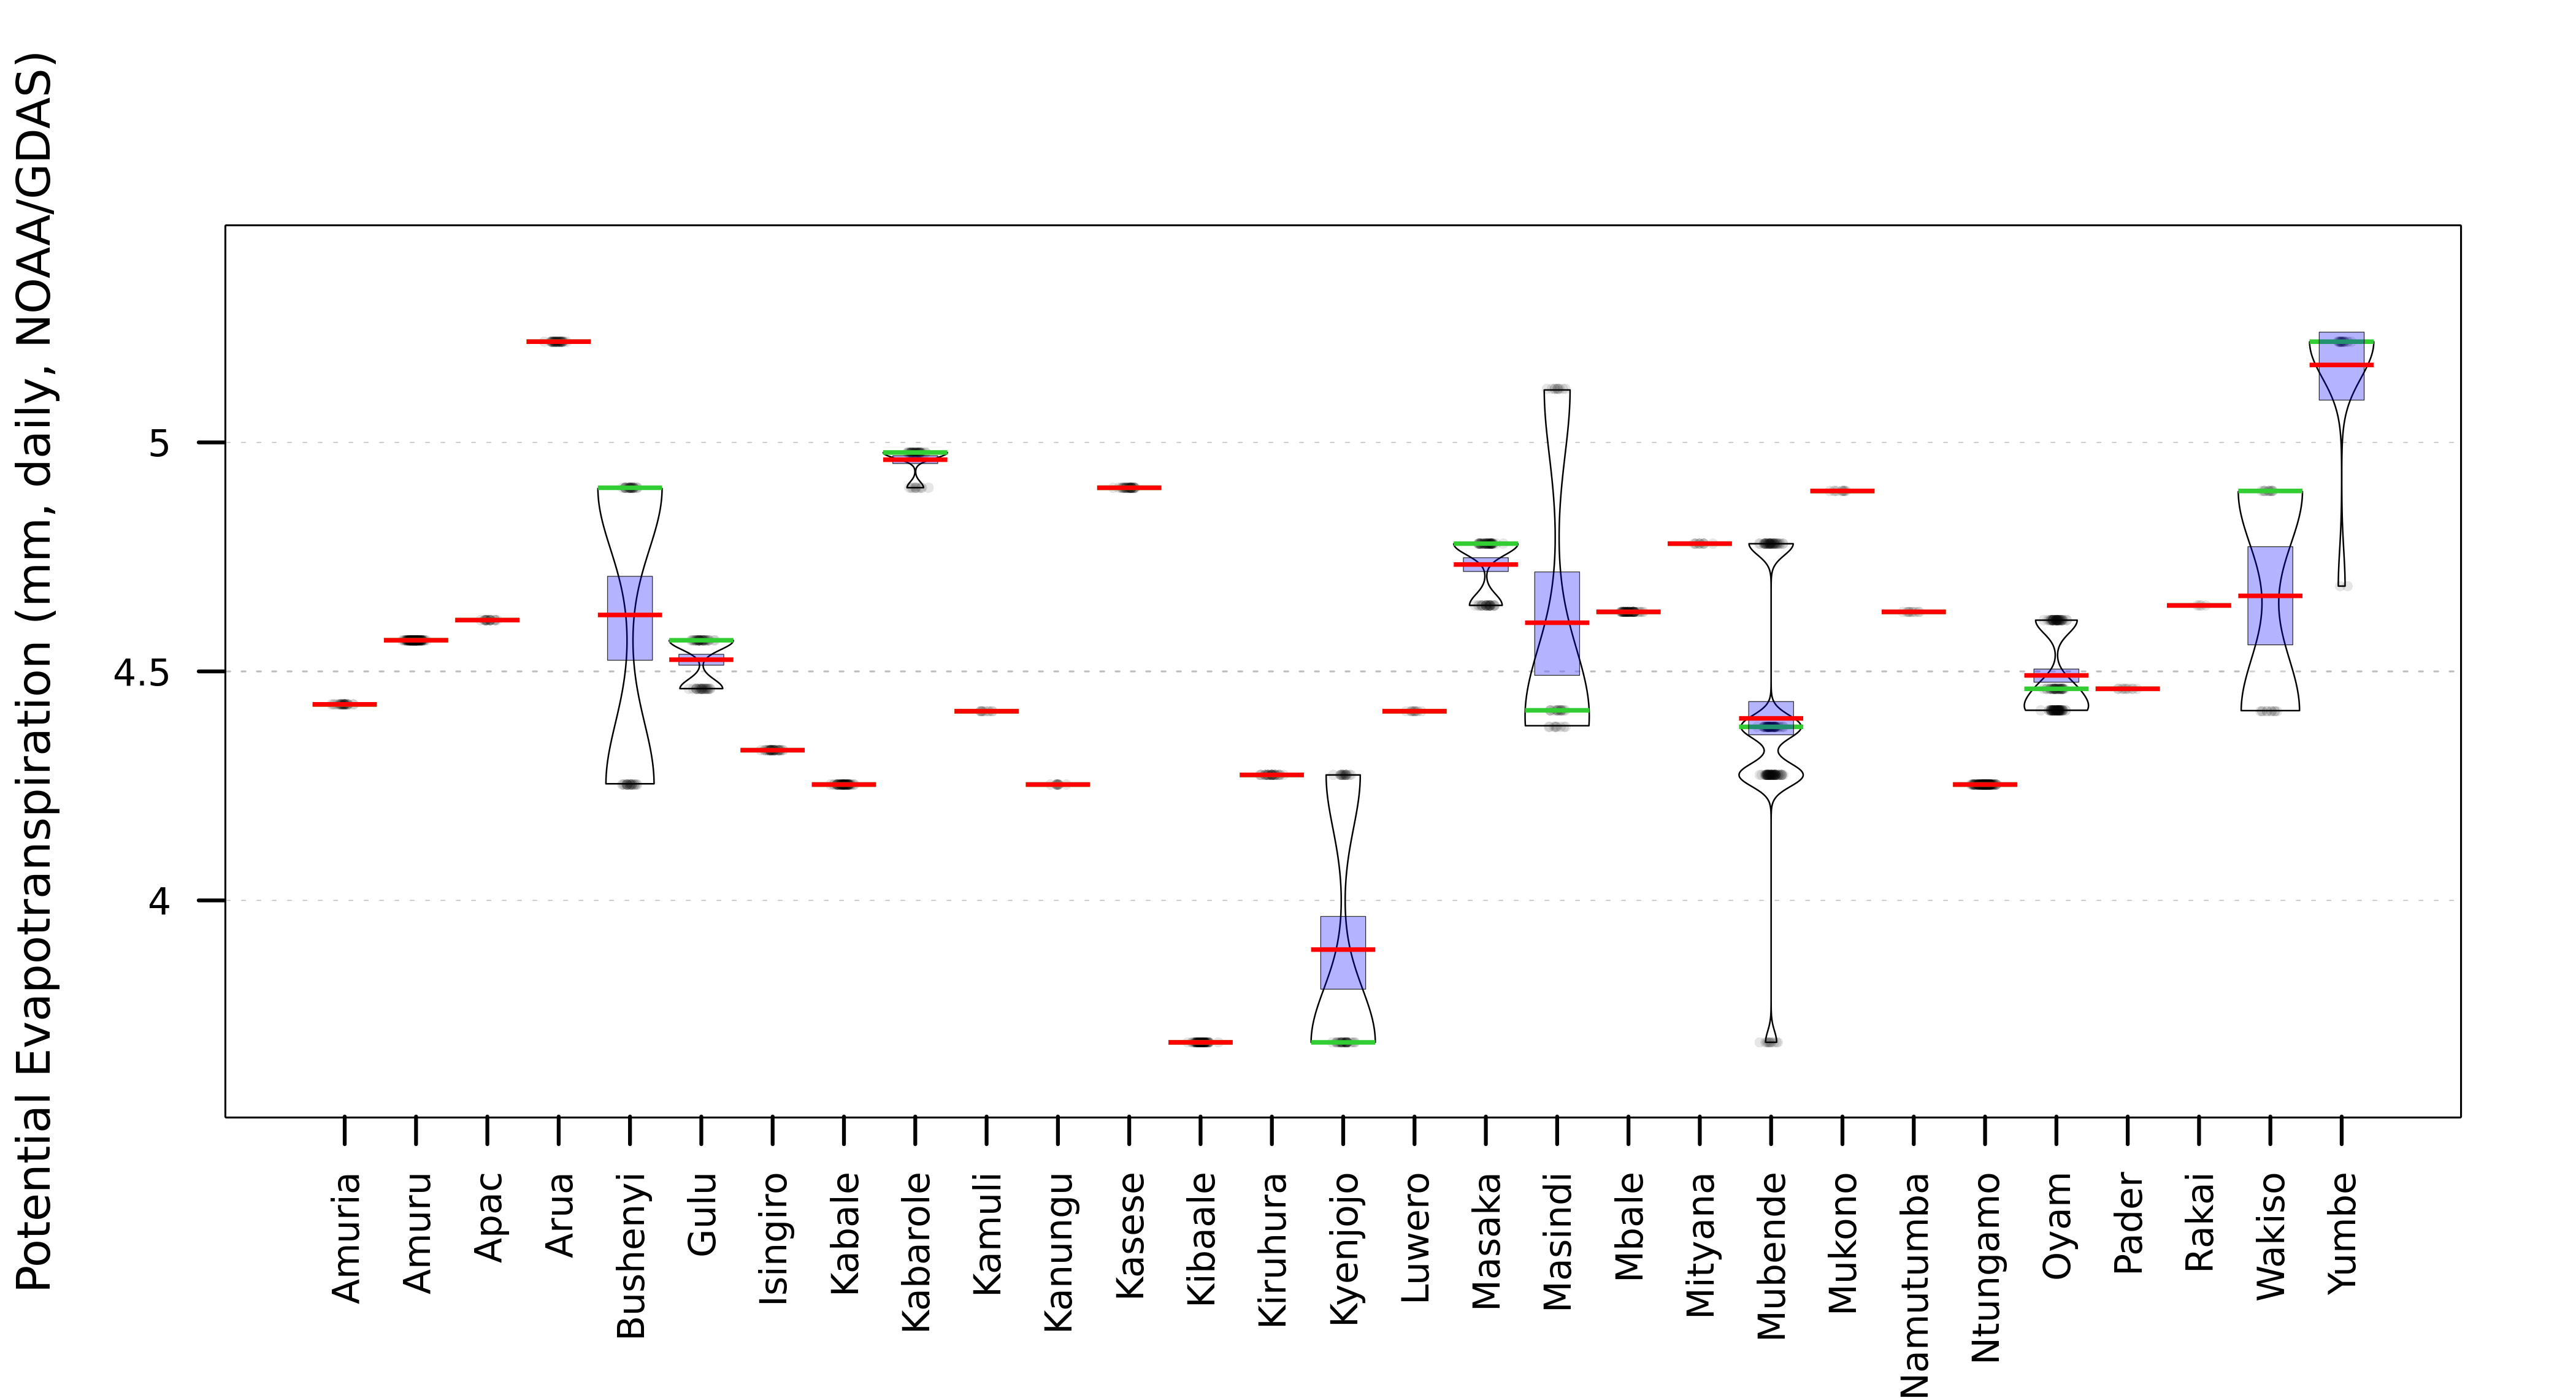 Potential Evapotranspiration (mm, daily, NOAA/GDAS)
5
4.5
4
Amuria
Amuru
Apac
Arua
Bushenyi
Gulu
Isingiro
Kabale
Kabarole
Kamuli
Kanungu
Kasese
Kibaale
Kiruhura
Kyenjojo
Luwero
Masaka
Masindi
Mbale
Mityana
Mubende
Mukono
Namutumba
Ntungamo
Oyam
Pader
Rakai
Wakiso
Yumbe